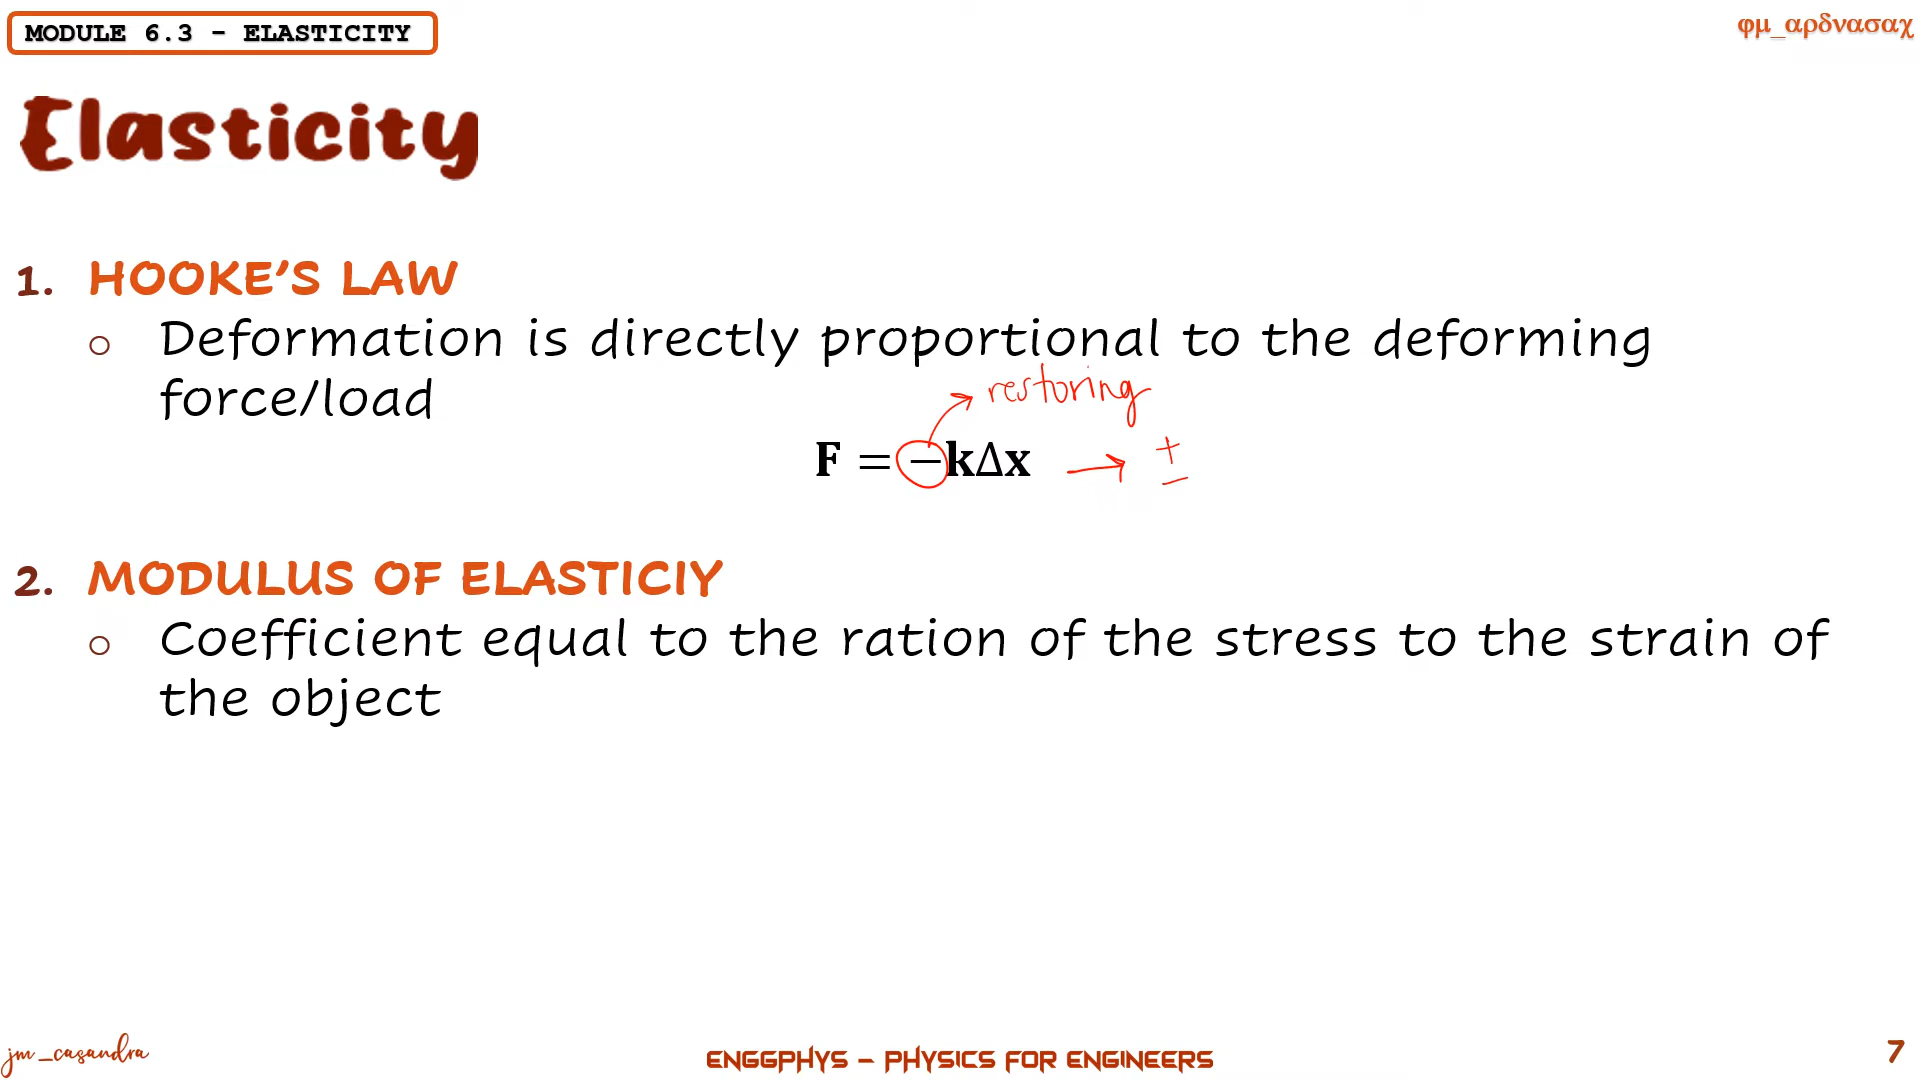 MODULE 6.3 - ELASTICITY
φμ_αρδνασαχ
Elasticity
1. HOOKE’S LAW
o Deformation is directly proportional to the deforming
force/load
restoring
F = −kΔx → +
−
2. MODULUS OF ELASTICIY
o Coefficient equal to the ration of the stress to the strain of
the object
jm_casandra
ENGGPHYS – PHYSICS FOR ENGINEERS
7